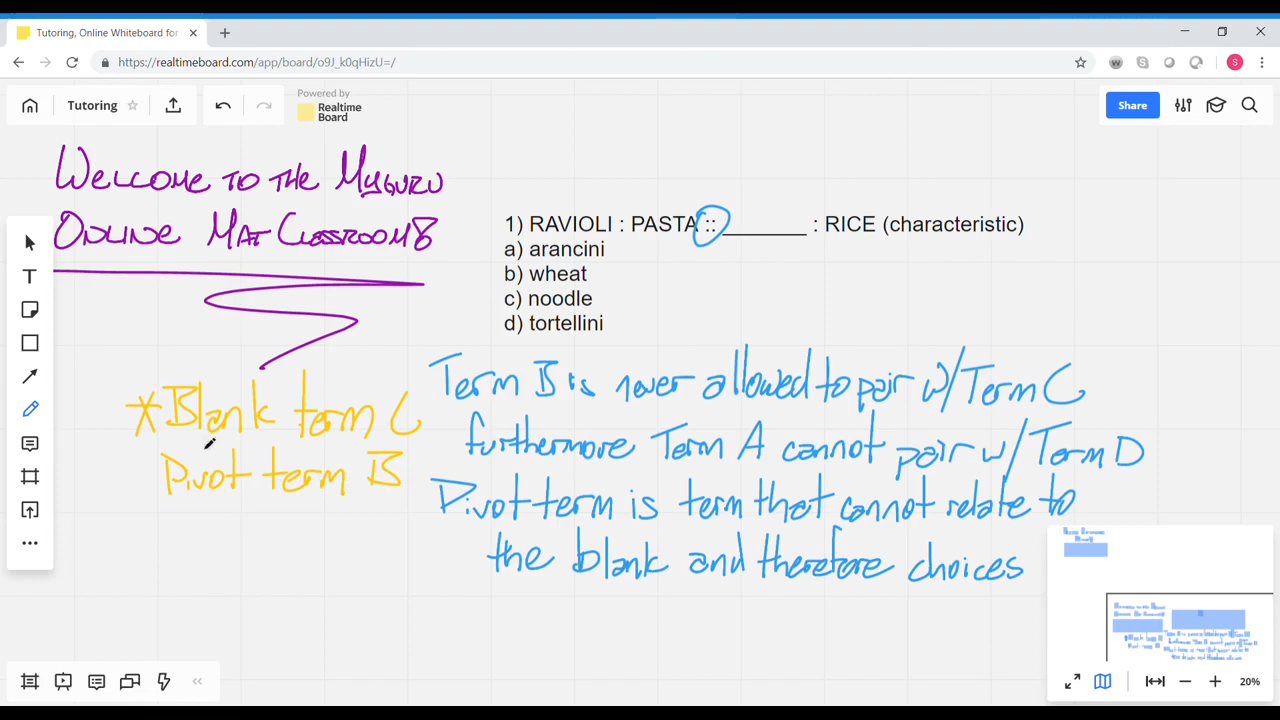 Tutoring, Online Whiteboard for
https://realtimeboard.com/app/board/o9J_k0qHizU=/
S
Tutoring
Powered by
Realtime
Board
Share
WELCOME TO THE MYGURU
ONLINE MAT CLASSROOM
1) RAVIOLI : PASTA :: _______ : RICE (characteristic)
a) arancini
b) wheat
c) noodle
d) tortellini
*Blank term C
Pivot term B
Term B is never allowed to pair w/ Term C
furthermore Term A cannot pair w/ Term D
Pivot term is term that cannot relate to
the blank and therefore choices
20%